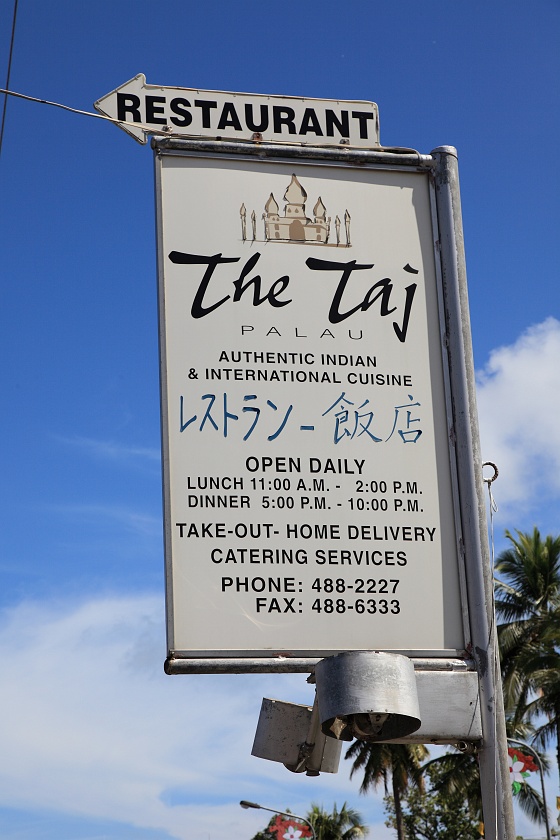 RESTAURANT
The Taj
PALAU
AUTHENTIC INDIAN
& INTERNATIONAL CUISINE
レストラン-飯店
OPEN DAILY
LUNCH 11:00 A.M. - 2:00 P.M.
DINNER 5:00 P.M. - 10:00 P.M.
TAKE-OUT- HOME DELIVERY
CATERING SERVICES
PHONE: 488-2227
FAX: 488-6333